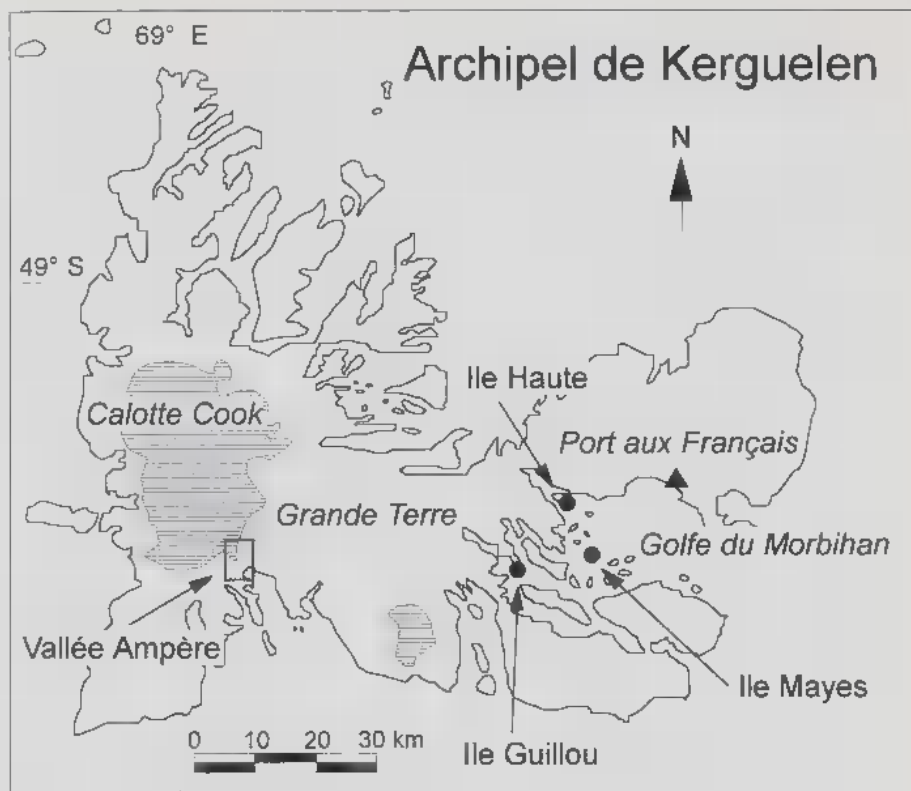 69° E
Archipel de Kerguelen
N
49° S
Ile Haute
Calotte Cook
Port aux Français
Grande Terre
Golfe du Morbihan
Vallée Ampère
Ile Mayes
0 10 20 30 km
Ile Guillou